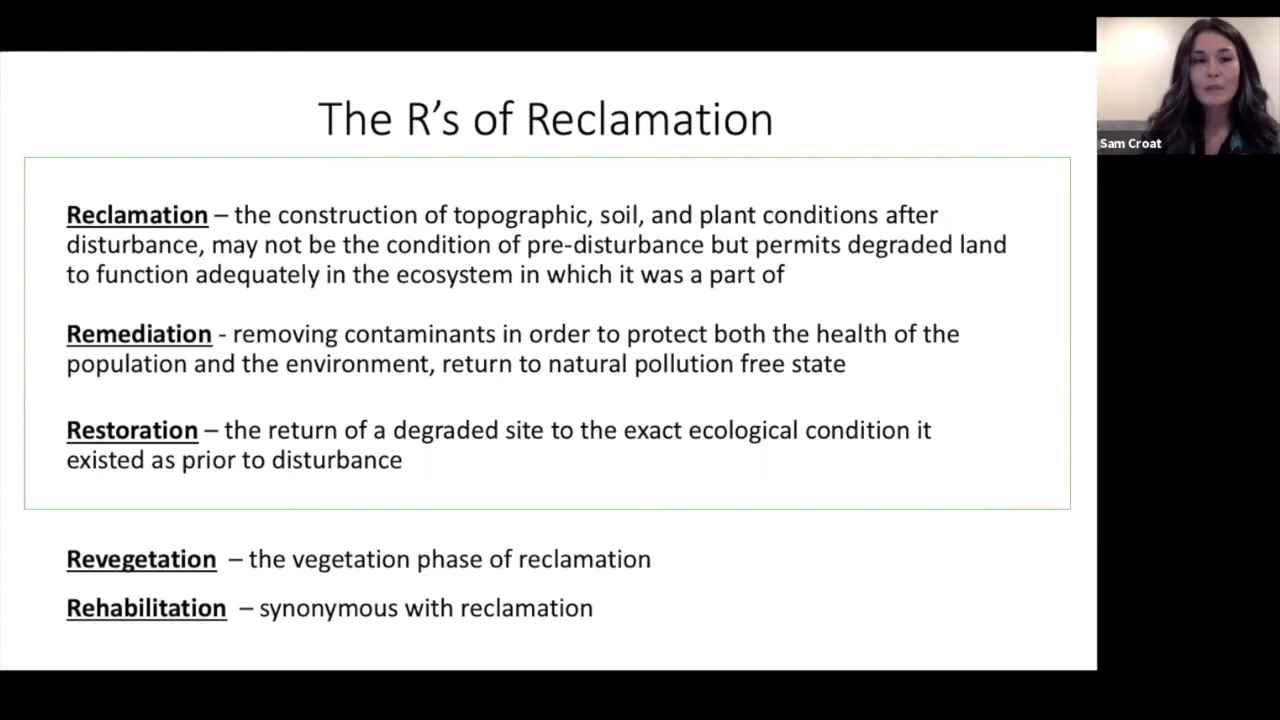 The R’s of Reclamation
Reclamation – the construction of topographic, soil, and plant conditions after
disturbance, may not be the condition of pre-disturbance but permits degraded land
to function adequately in the ecosystem in which it was a part of
Remediation - removing contaminants in order to protect both the health of the
population and the environment, return to natural pollution free state
Restoration – the return of a degraded site to the exact ecological condition it
existed as prior to disturbance
Revegetation – the vegetation phase of reclamation
Rehabilitation – synonymous with reclamation
Sam Croat